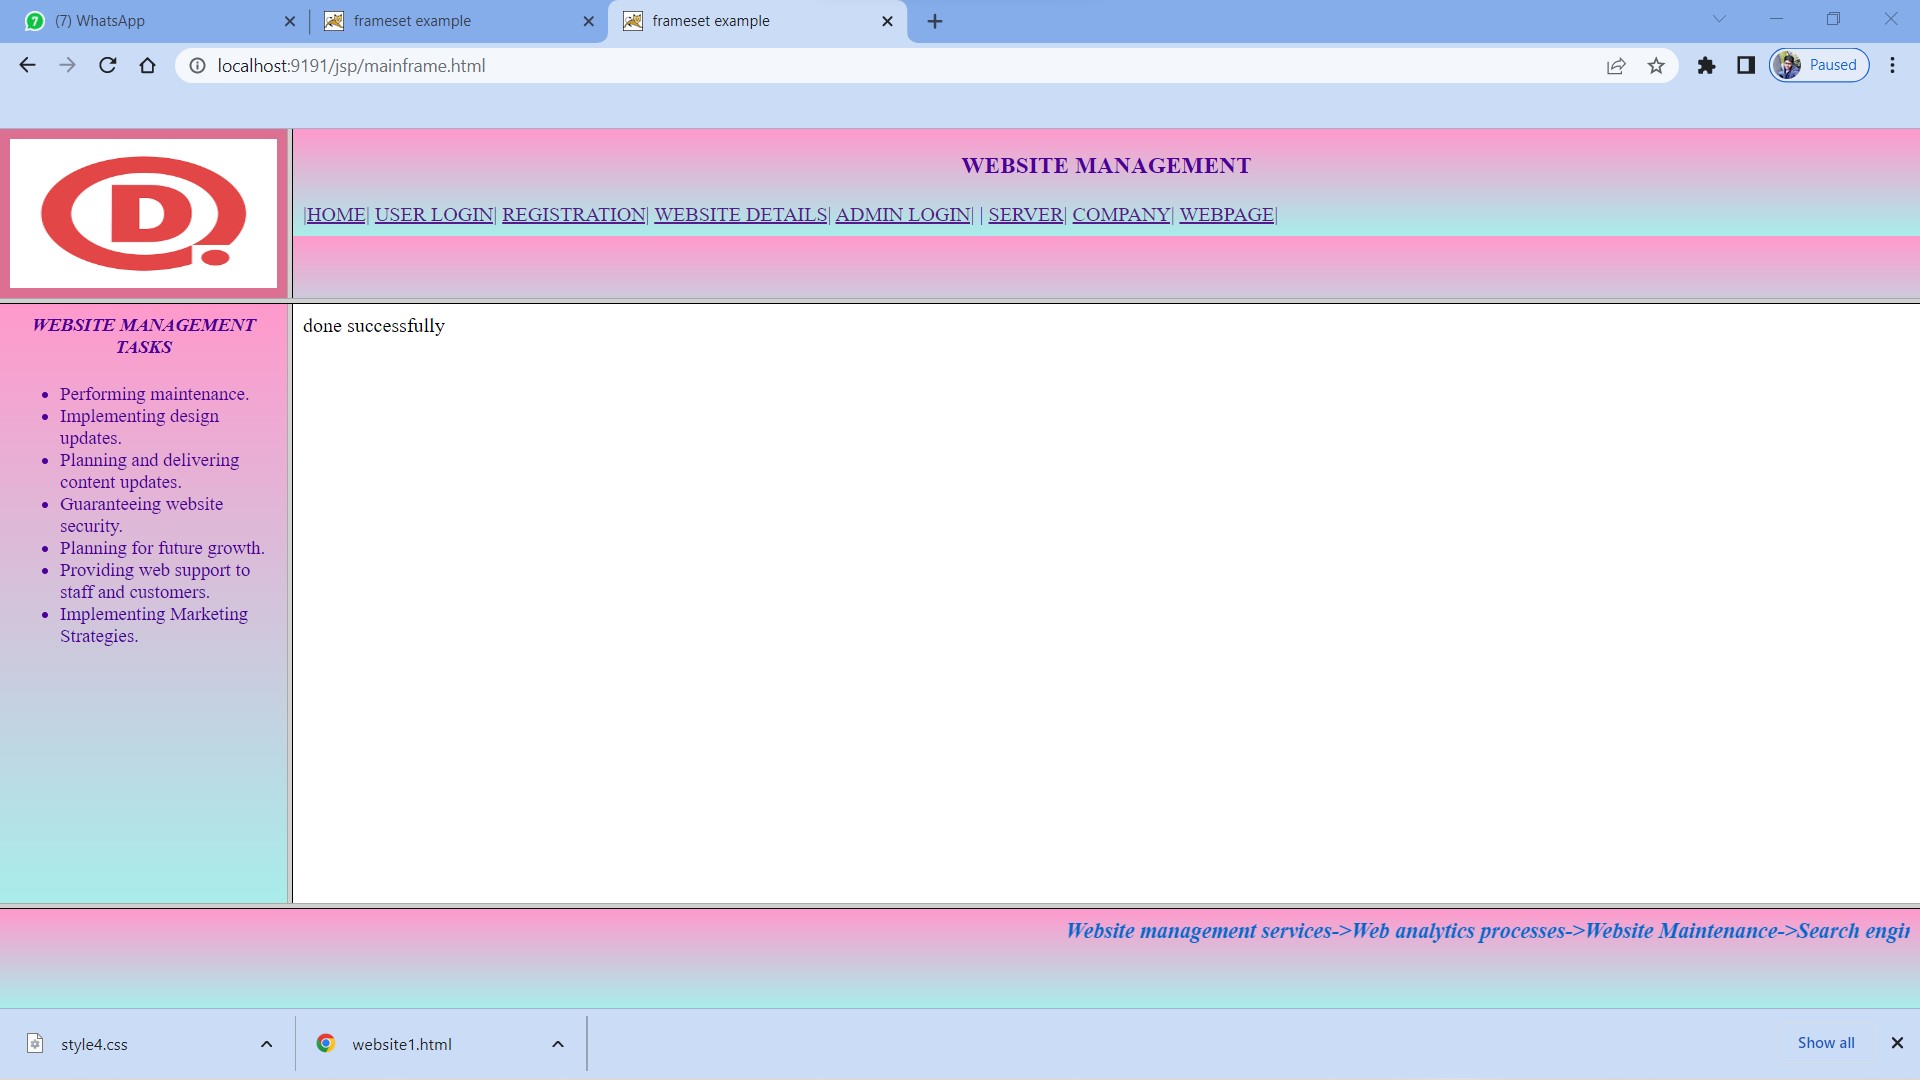 7 (7) WhatsApp
frameset example
frameset example
localhost:9191/jsp/mainframe.html
Paused
D
WEBSITE MANAGEMENT
|HOME| USER LOGIN| REGISTRATION| WEBSITE DETAILS| ADMIN LOGIN| | SERVER| COMPANY| WEBPAGE|
WEBSITE MANAGEMENT
TASKS
• Performing maintenance.
• Implementing design
updates.
• Planning and delivering
content updates.
• Guaranteeing website
security.
• Planning for future growth.
• Providing web support to
staff and customers.
• Implementing Marketing
Strategies.
done successfully
Website management services->Web analytics processes->Website Maintenance->Search engin
style4.css
website1.html
Show all